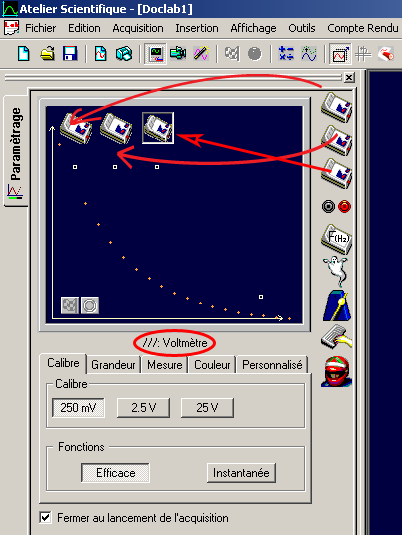 Atelier Scientifique - [Doclab1]
Fichier Edition Acquisition Insertion Affichage Outils Compte Rendu
Paramètrage
F(Hz)
///: Voltmètre
Calibre Grandeur Mesure Couleur Personnalisé
Calibre
250 mV 2.5 V 25 V
Fonctions
Efficace Instantanée
Fermer au lancement de l'acquisition